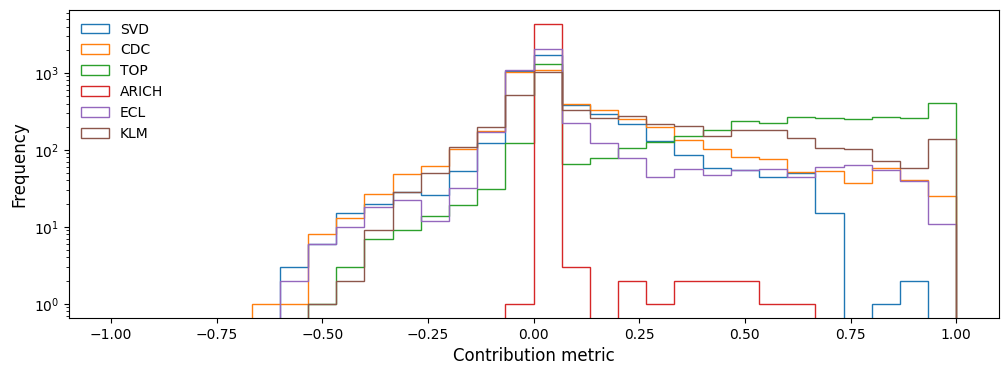 SVD
CDC
TOP
ARICH
ECL
KLM
Frequency
10³
10²
10¹
10⁰
−1.00 −0.75 −0.50 −0.25 0.00 0.25 0.50 0.75 1.00
Contribution metric